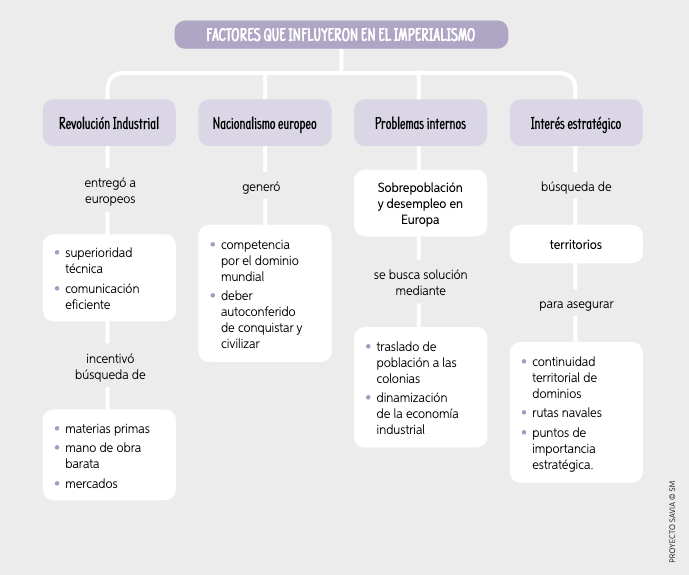 FACTORES QUE INFLUYERON EN EL IMPERIALISMO
Revolución Industrial
entregó a
europeos
• superioridad
técnica
• comunicación
eficiente
incentivó
búsqueda de
• materias primas
• mano de obra
barata
• mercados
Nacionalismo europeo
generó
• competencia
por el dominio
mundial
• deber
autoconferido
de conquistar y
civilizar
Problemas internos
Sobrepoblación
y desempleo en
Europa
se busca solución
mediante
• traslado de
población a las
colonias
• dinamización
de la economía
industrial
Interés estratégico
búsqueda de
territorios
para asegurar
• continuidad
territorial de
dominios
• rutas navales
• puntos de
importancia
estratégica.
PROYECTO SAVIA @ SM